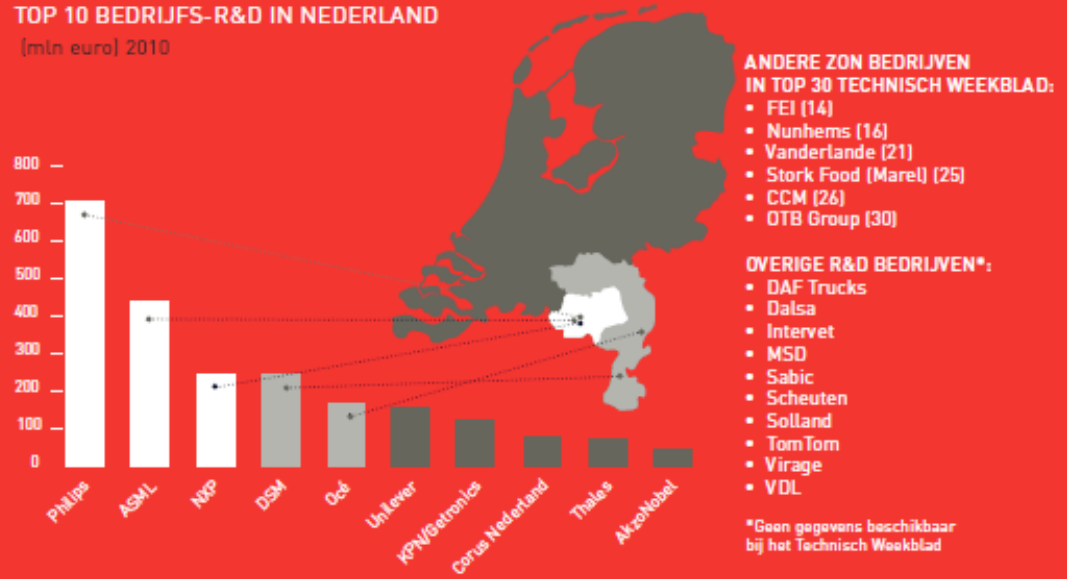 TOP 10 BEDRIJFS-R&D IN NEDERLAND
(mln euro) 2010
800
700
600
500
400
300
200
100
0
Philips
ASML
NXP
DSM
Océ
Unilever
KPN/Getronics
Corus Nederland
Thales
AkzoNobel
ANDERE ZON BEDRIJVEN
IN TOP 30 TECHNISCH WEEKBLAD:
• FEI (14)
• Nunhems (16)
• Vanderlande (21)
• Stork Food (Marel) (25)
• CCM (26)
• OTB Group (30)
OVERIGE R&D BEDRIJVEN*:
• DAF Trucks
• Dalsa
• Intervet
• MSD
• Sabic
• Scheuten
• Solland
• TomTom
• Virage
• VDL
*Geen gegevens beschikbaar
bij het Technisch Weekblad